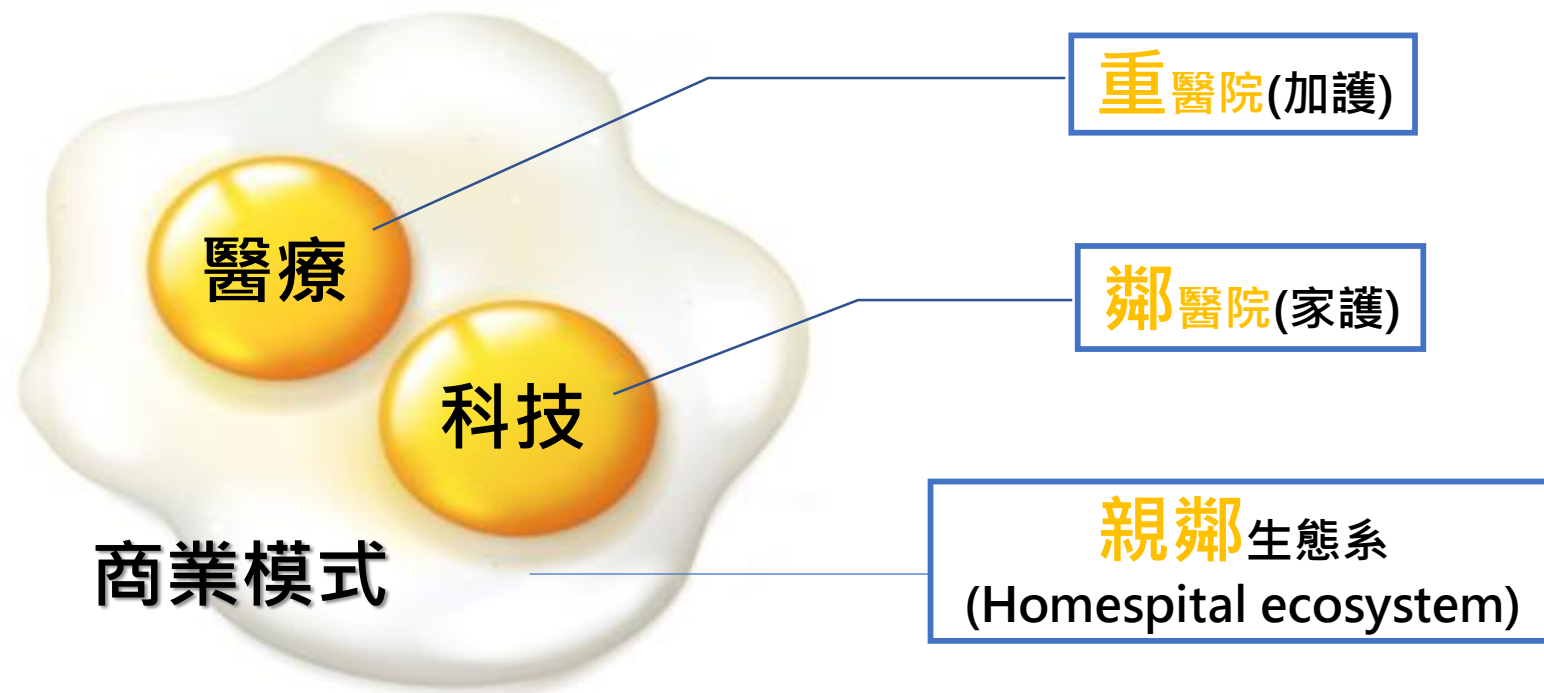 重醫院(加護)
醫療
鄰醫院(家護)
科技
親鄰生態系
(Homespital ecosystem)
商業模式